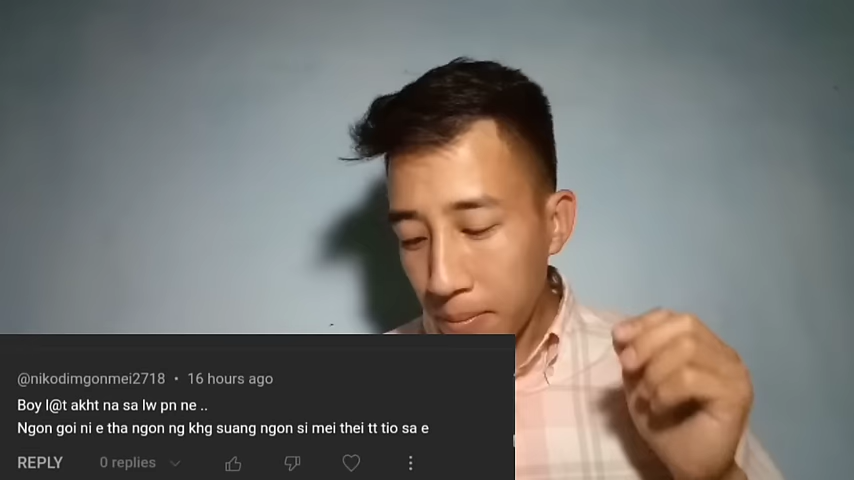 @nikodimgonmei2718 • 16 hours ago
Boy l@t akht na sa lw pn ne ..
Ngon goi ni e tha ngon ng khg suang ngon si mei thei tt tio sa e
REPLY 0 replies